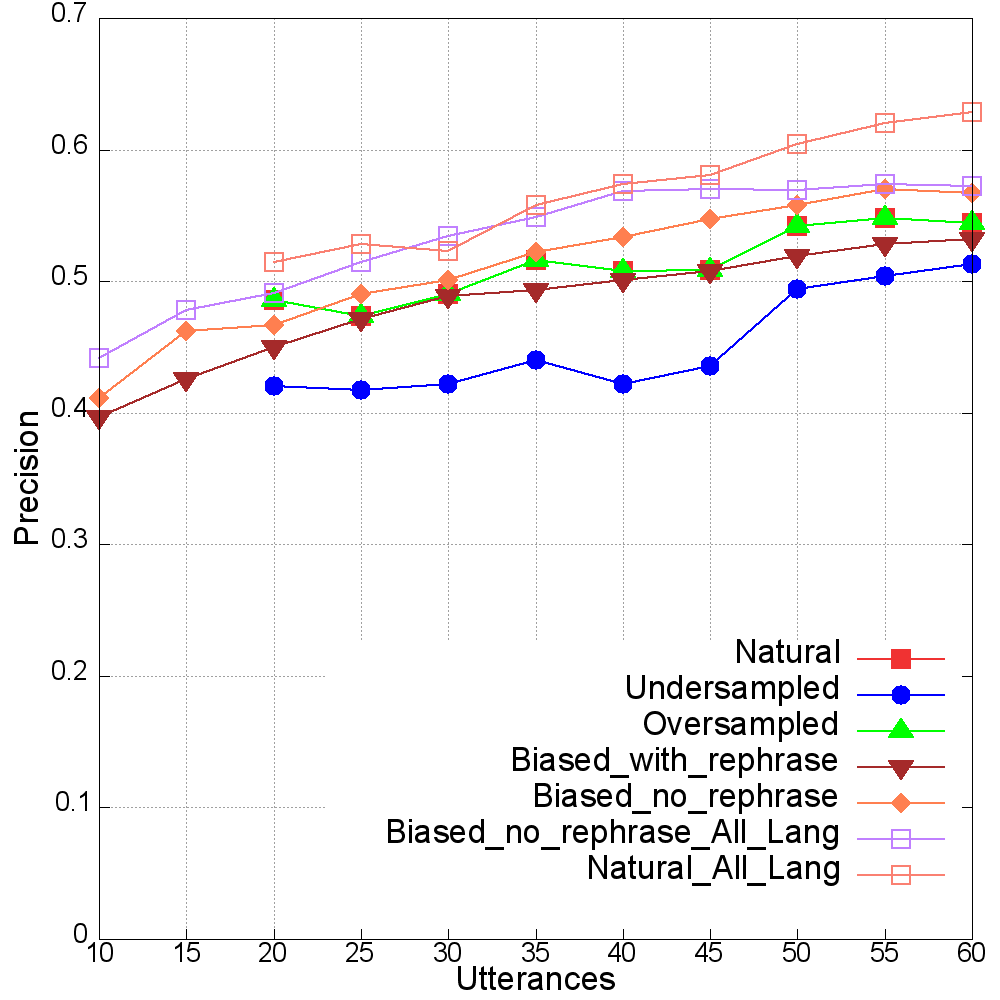 0.7
0.6
0.5
0.4
0.3
0.2
0.1
0
Precision
10 15 20 25 30 35 40 45 50 55 60
Utterances
Natural
Undersampled
Oversampled
Biased_with_rephrase
Biased_no_rephrase
Biased_no_rephrase_All_Lang
Natural_All_Lang